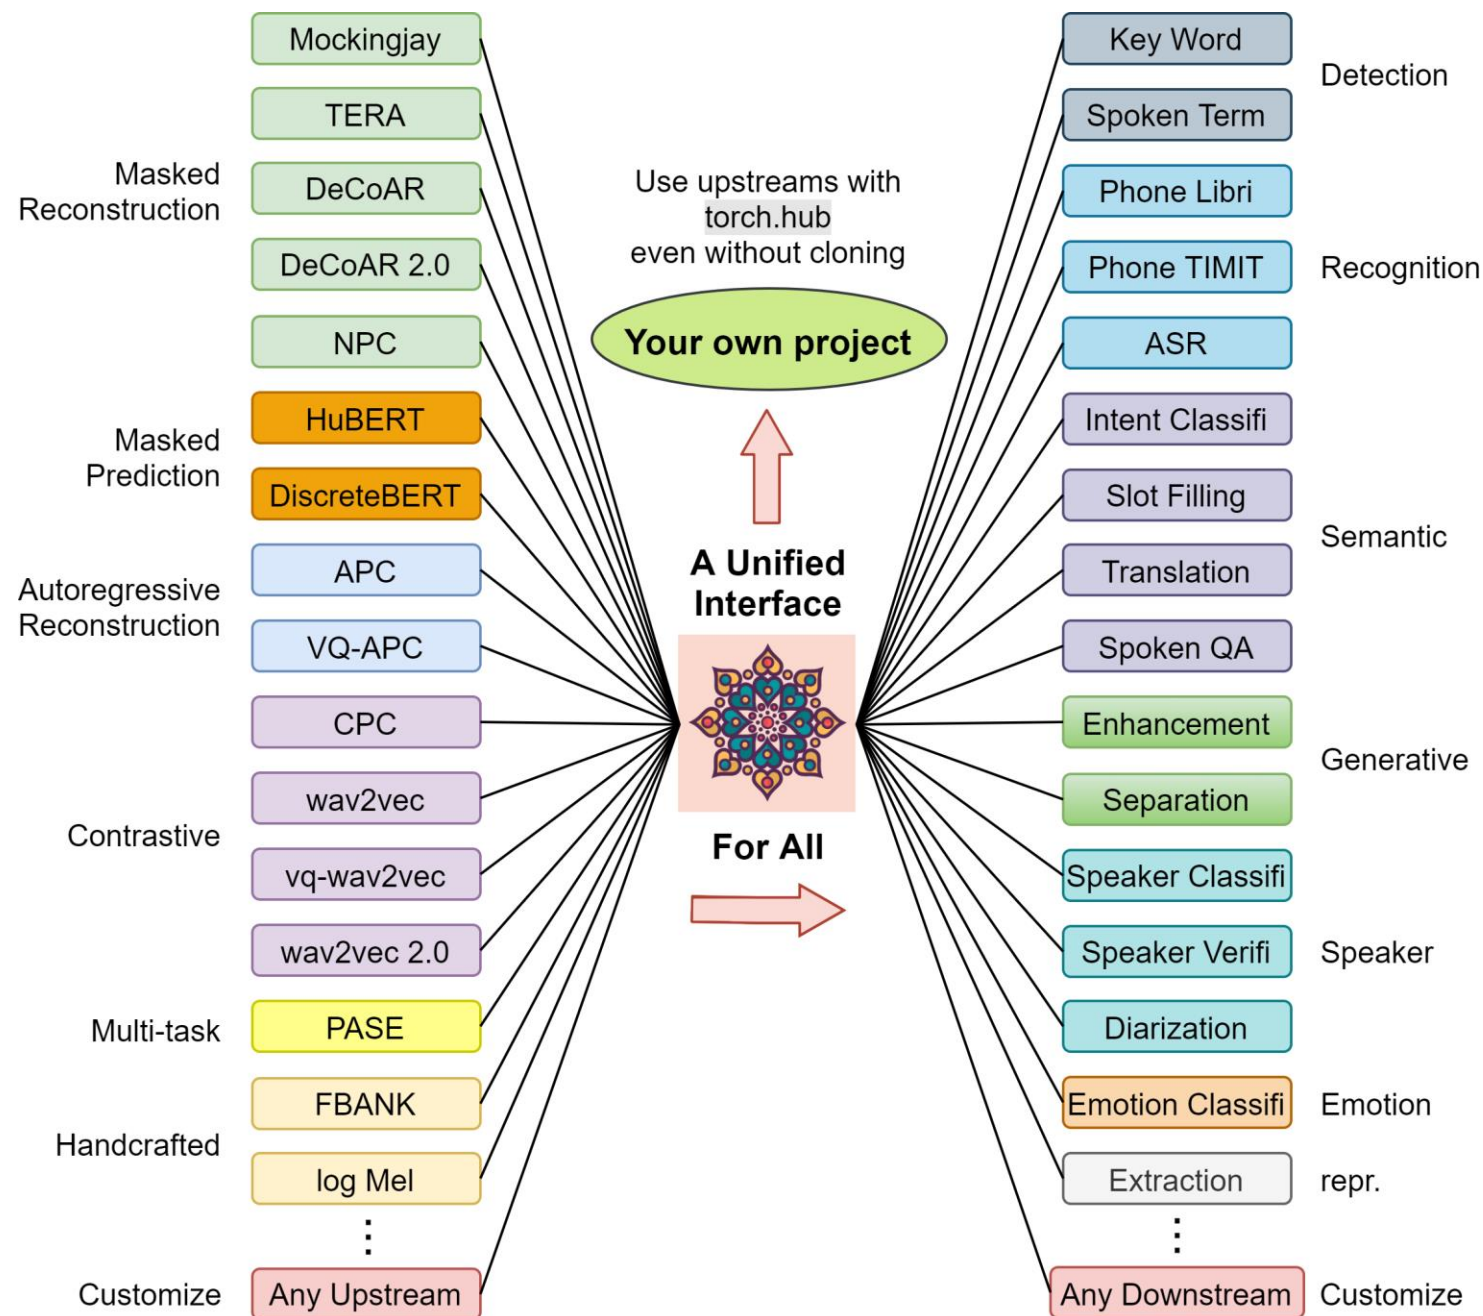 Mockingjay
TERA
Masked
Reconstruction
DeCoAR
DeCoAR 2.0
NPC
HuBERT
Masked
Prediction
DiscreteBERT
APC
Autoregressive
Reconstruction
VQ-APC
CPC
wav2vec
Contrastive
vq-wav2vec
wav2vec 2.0
Multi-task
PASE
FBANK
Handcrafted
log Mel
⋮
Customize
Any Upstream
Use upstreams with
torch.hub
even without cloning
Your own project
A Unified
Interface
For All
Key Word
Detection
Spoken Term
Phone Libri
Phone TIMIT
Recognition
ASR
Intent Classifi
Slot Filling
Semantic
Translation
Spoken QA
Enhancement
Generative
Separation
Speaker Classifi
Speaker Verifi
Speaker
Diarization
Emotion Classifi
Emotion
Extraction
repr.
⋮
Any Downstream
Customize